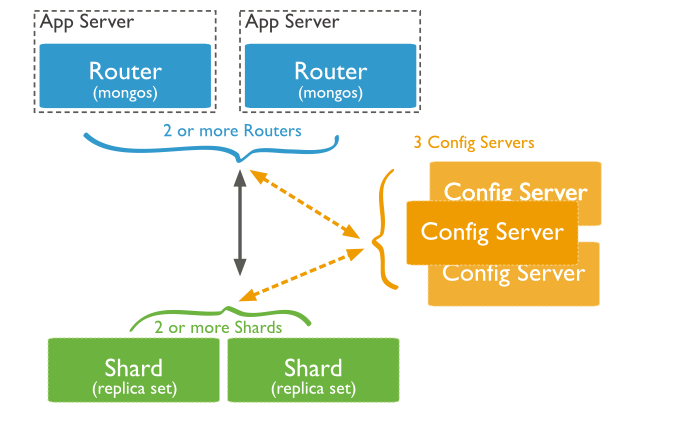 App Server
App Server
Router
(mongos)
Router
(mongos)
2 or more Routers
3 Config Servers
Config Server
Config Server
Config Server
2 or more Shards
Shard
(replica set)
Shard
(replica set)